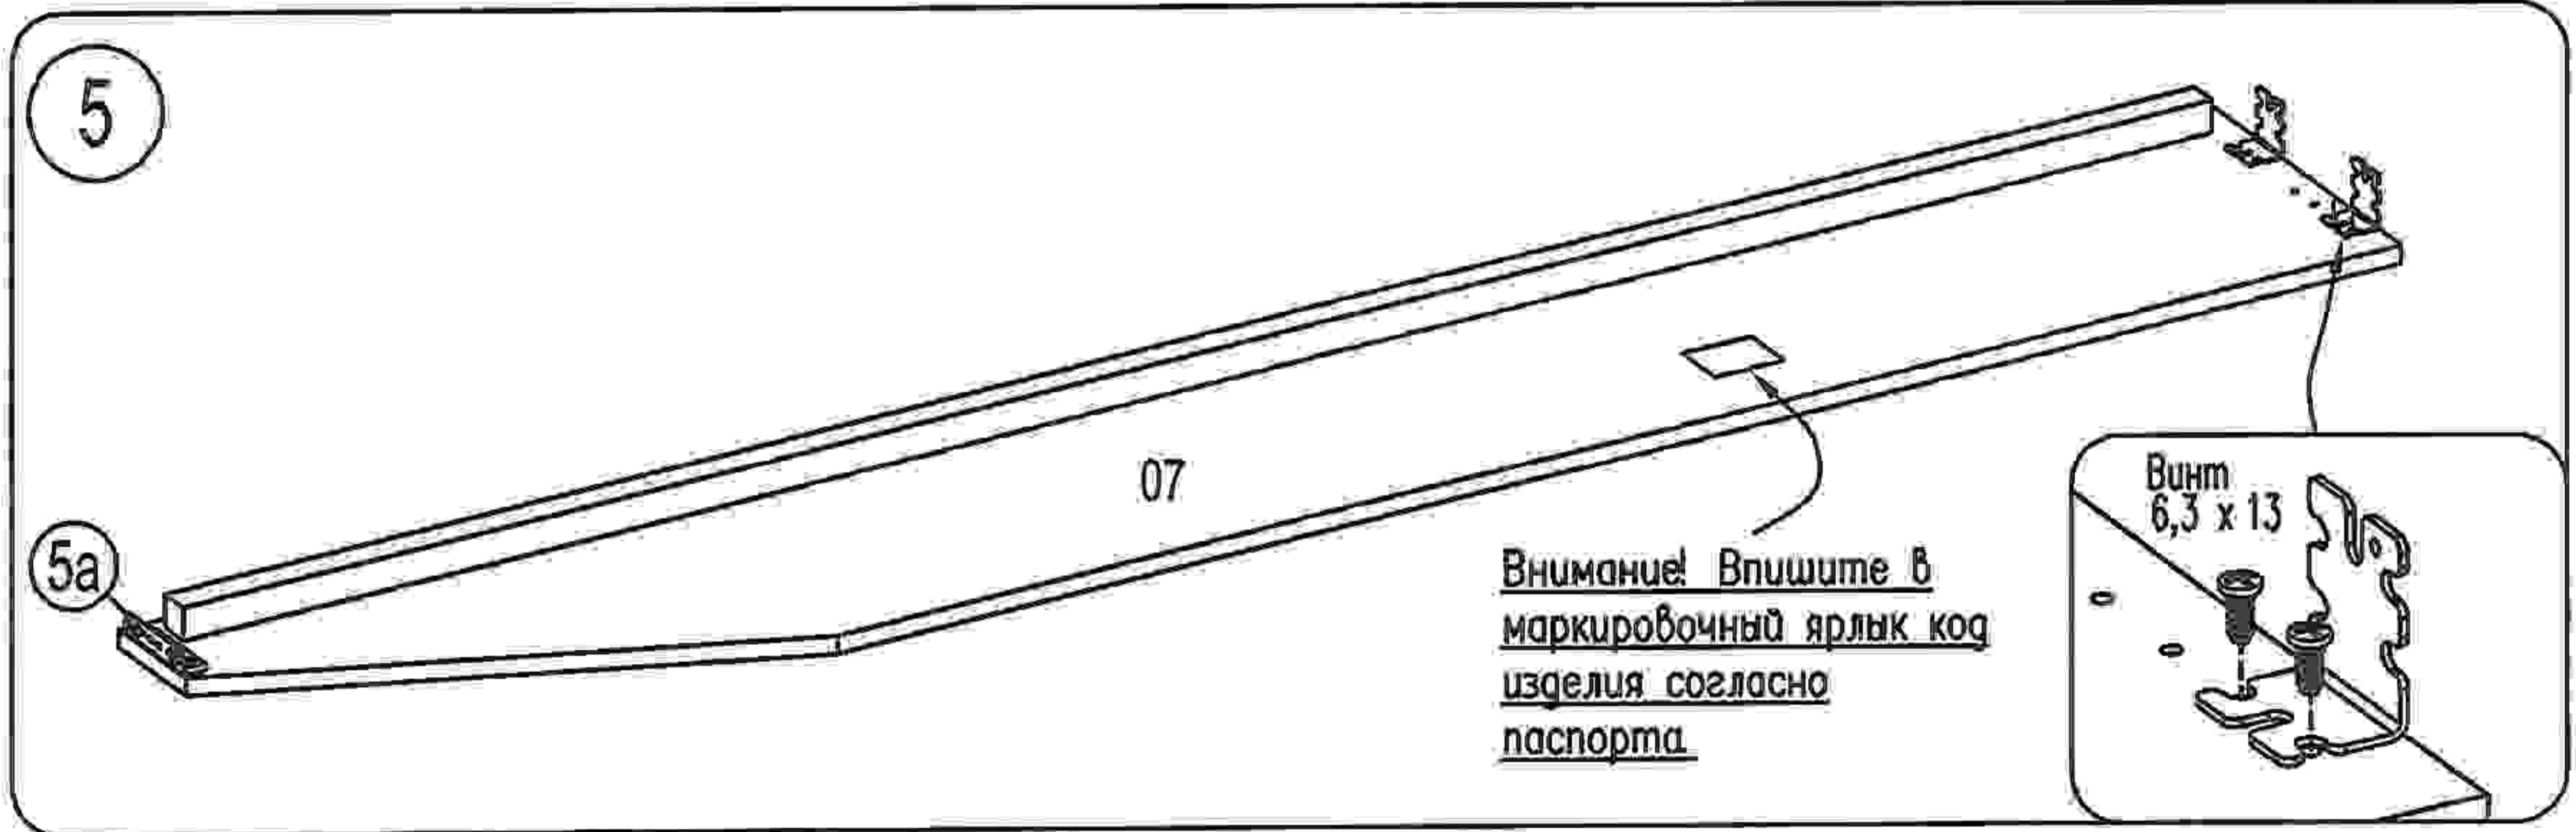 5
07
5а
Винт
6,3 x 13
Внимание! Впишите в
маркировочный ярлык код
изделия согласно
паспорта